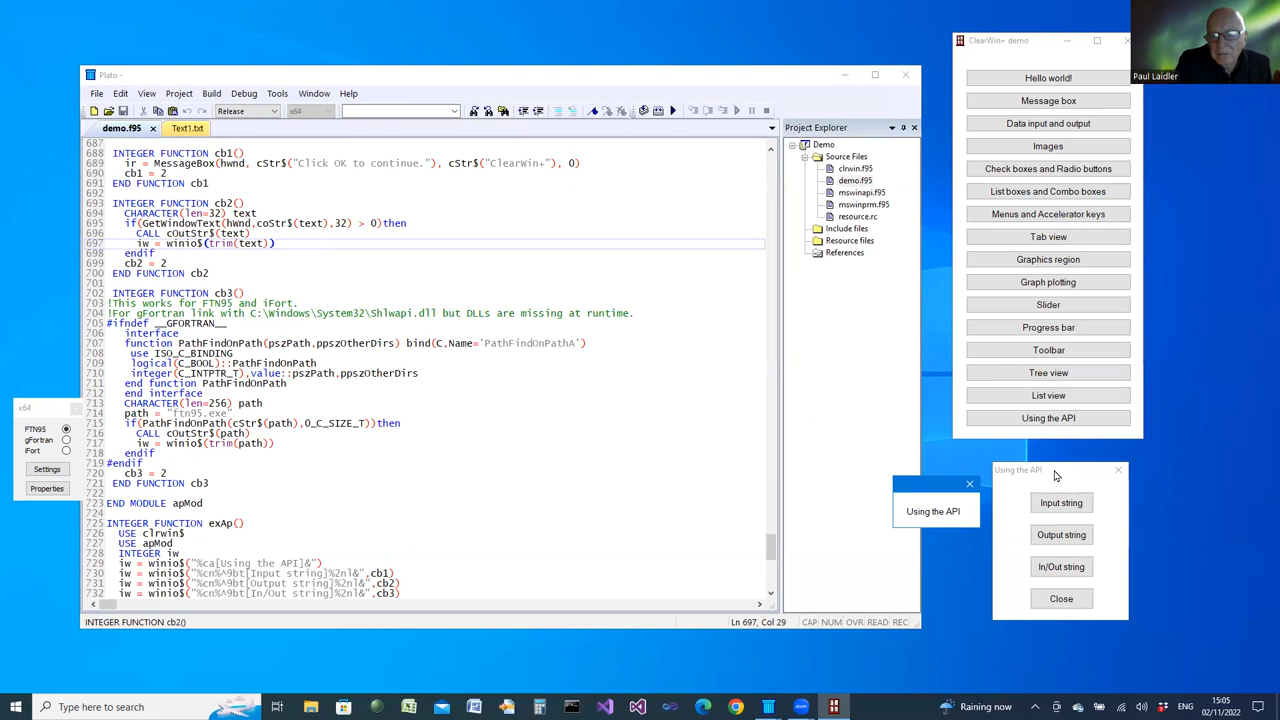 Plato -
File Edit View Project Build Debug Tools Window Help
Release x64
demo.f95 Text1.txt
687
688 INTEGER FUNCTION cb1()
689 ir = MessageBox(hwnd, cStr$("Click OK to continue."), cStr$("ClearWin+"), 0)
690 cb1 = 2
691 END FUNCTION cb1
692
693 INTEGER FUNCTION cb2()
694 CHARACTER(len=32) text
695 if(GetWindowText(hWnd,coStr$(text),32) > 0)then
696 CALL cOutStr$(text)
697 iw = winio$(trim(text))
698 endif
699 cb2 = 2
700 END FUNCTION cb2
701
702 INTEGER FUNCTION cb3()
703 !This works for FTN95 and iFort.
704 !For gFortran link with C:\Windows\System32\Shlwapi.dll but DLLs are missing at runtime.
705 #ifndef __GFORTRAN__
706 interface
707 function PathFindOnPath(pszPath,ppszOtherDirs) bind(C,Name='PathFindOnPathA')
708 use ISO_C_BINDING
709 logical(C_BOOL)::PathFindOnPath
710 integer(C_INTPTR_T),value::pszPath,ppszOtherDirs
711 end function PathFindOnPath
712 end interface
713 CHARACTER(len=256) path
714 path = "ftn95.exe"
715 if(PathFindOnPath(cStr$(path),0_C_SIZE_T))then
716 CALL cOutStr$(path)
717 iw = winio$(trim(path))
718 endif
719 #endif
720 cb3 = 2
721 END FUNCTION cb3
722
723 END MODULE apMod
724
725 INTEGER FUNCTION exAp()
726 USE clrwin$
727 USE apMod
728 INTEGER iw
729 iw = winio$("%ca[Using the API]&")
730 iw = winio$("%cn%^9bt[Input string]%2nl&",cb1)
731 iw = winio$("%cn%^9bt[Output string]%2nl&",cb2)
732 iw = winio$("%cn%^9bt[In/Out string]%2nl&",cb3)
INTEGER FUNCTION cb2() Ln 697, Col 29 CAP NUM OVR READ REC
Project Explorer
Demo
Source Files
clrwin.f95
demo.f95
mswinapi.f95
mswinprm.f95
resource.rc
Include files
Resource files
References
x64
FTN95
gFortran
iFort
Settings
Properties
ClearWin+ demo
Hello world!
Message box
Data input and output
Images
Check boxes and Radio buttons
List boxes and Combo boxes
Menus and Accelerator keys
Tab view
Graphics region
Graph plotting
Slider
Progress bar
Toolbar
Tree view
List view
Using the API
Paul Laidler
Using the API
Using the API
Input string
Output string
In/Out string
Close
Type here to search
zoom
Raining now
ENG
15:05
02/11/2022